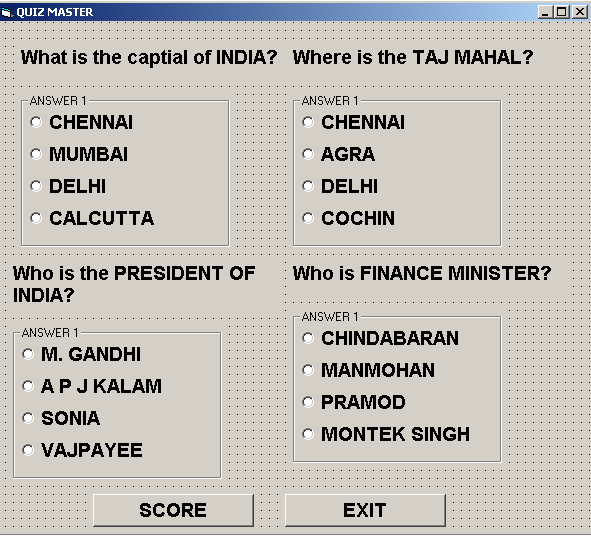 QUIZ MASTER
What is the captial of INDIA?
Where is the TAJ MAHAL?
ANSWER 1
CHENNAI
MUMBAI
DELHI
CALCUTTA
ANSWER 1
CHENNAI
AGRA
DELHI
COCHIN
Who is the PRESIDENT OF
INDIA?
Who is FINANCE MINISTER?
ANSWER 1
M. GANDHI
A P J KALAM
SONIA
VAJPAYEE
ANSWER 1
CHINDABARAN
MANMOHAN
PRAMOD
MONTEK SINGH
SCORE
EXIT